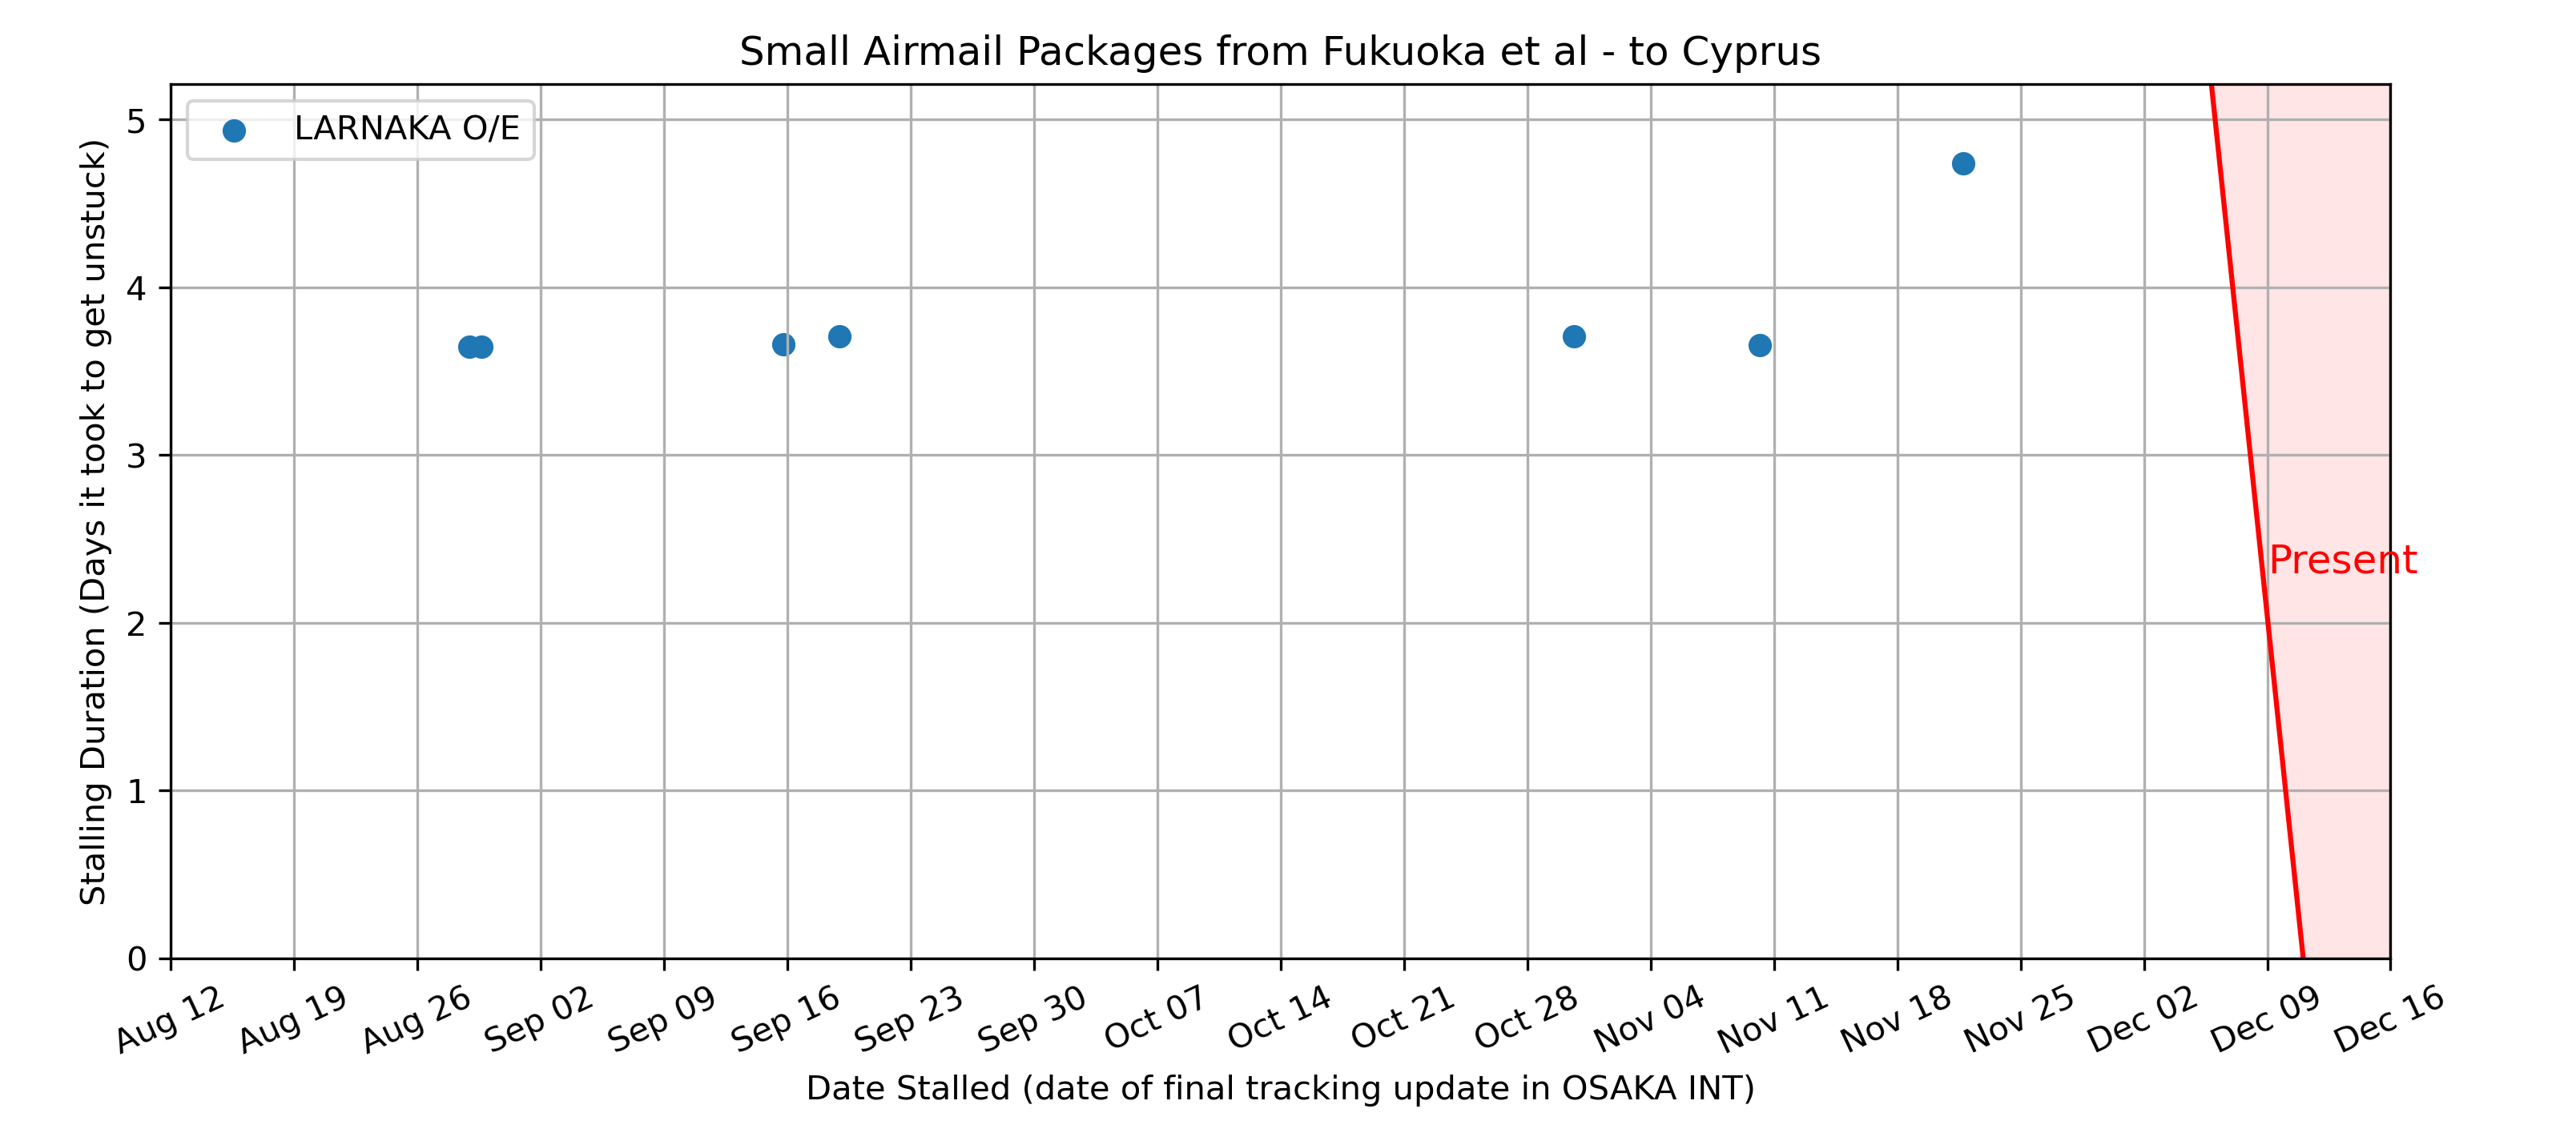 Small Airmail Packages from Fukuoka et al - to Cyprus
LARNAKA O/E
Stalling Duration (Days it took to get unstuck)
5
4
3
2
1
0
Present
Aug 12
Aug 19
Aug 26
Sep 02
Sep 09
Sep 16
Sep 23
Sep 30
Oct 07
Oct 14
Oct 21
Oct 28
Nov 04
Nov 11
Nov 18
Nov 25
Dec 02
Dec 09
Dec 16
Date Stalled (date of final tracking update in OSAKA INT)